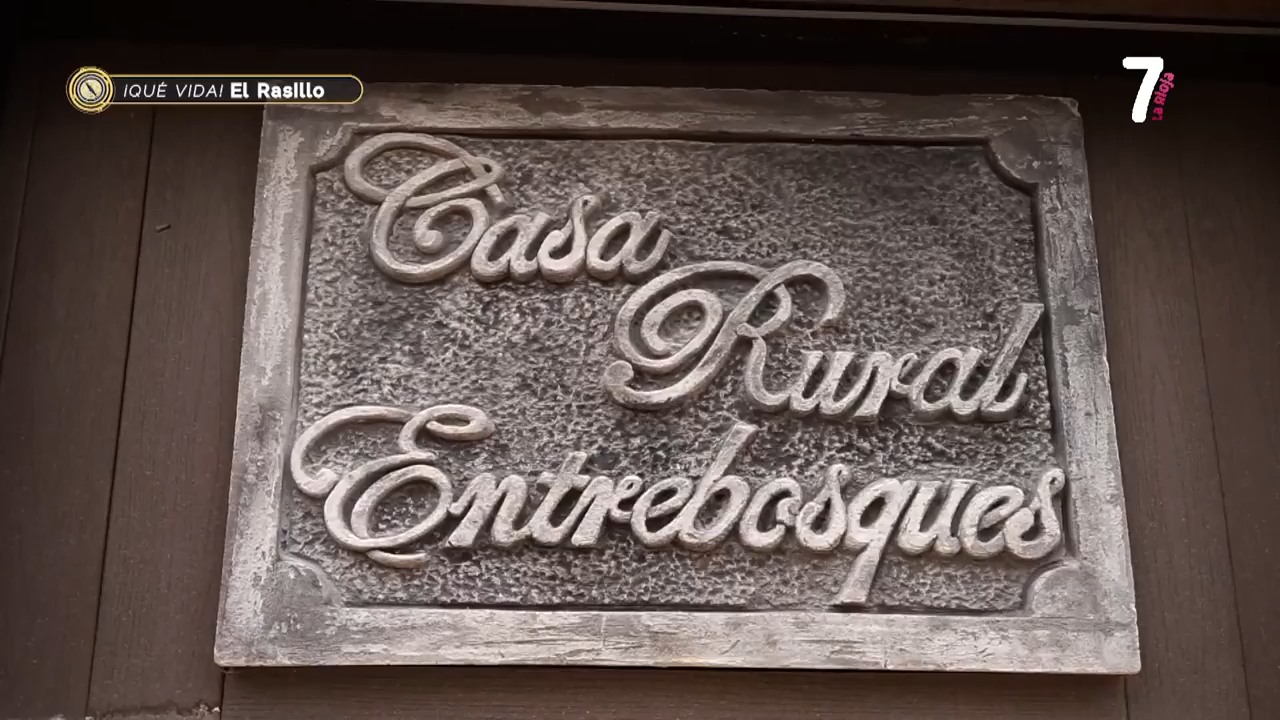 ¡QUÉ VIDA! El Rasillo
7
La Rioja
Casa
Rural
Entrebosques